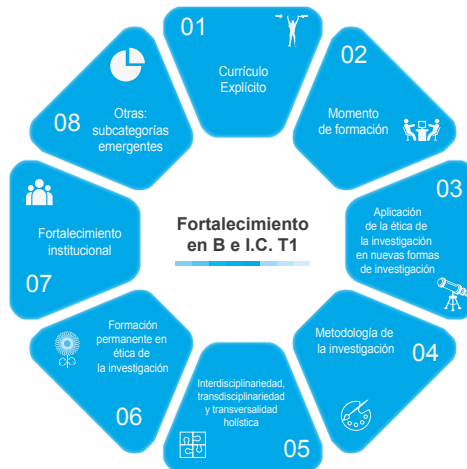 01
Currículo
Explícito
02
Momento
de formación
03
Aplicación
de la ética de
la investigación
en nuevas formas
de investigación
Metodología de
la investigación
04
Interdisciplinariedad,
transdisciplinariedad
y transversalidad
holística
05
Formación
permanente en
ética de
la investigación
06
Fortalecimiento
institucional
07
Otras:
subcategorías
emergentes
08
Fortalecimiento
en B e I.C. T1